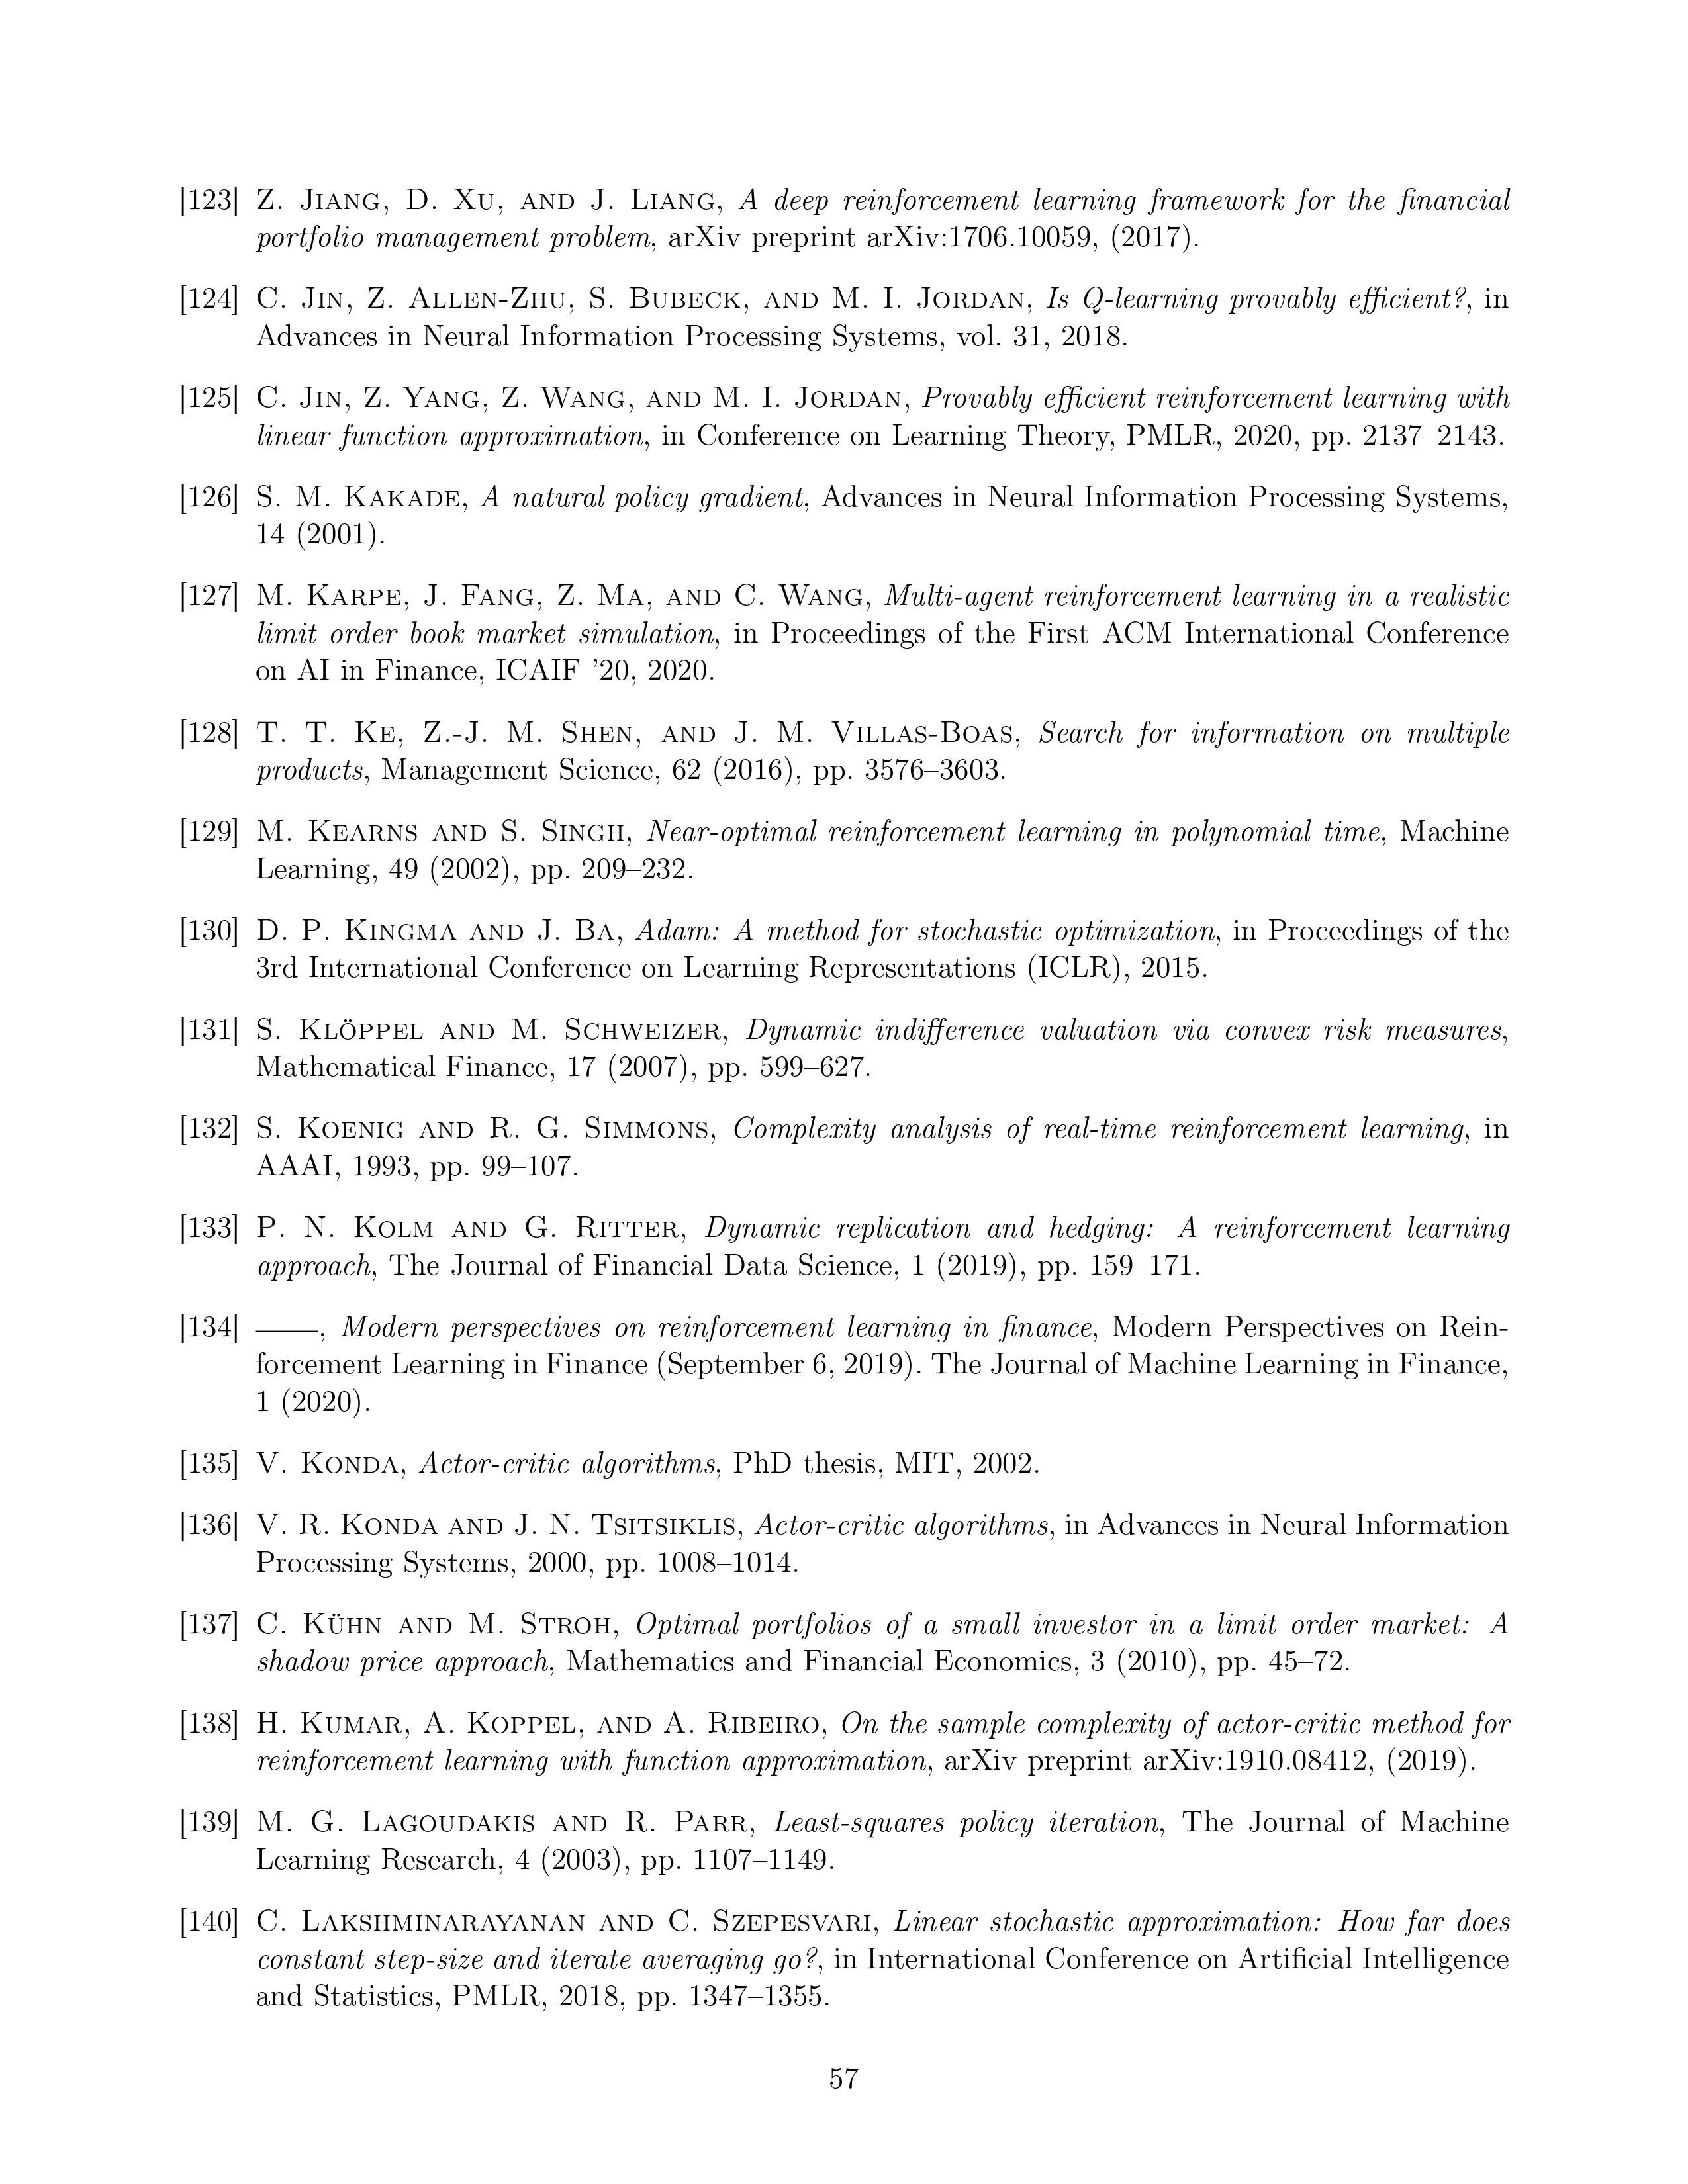 [123] Z. Jiang, D. Xu, and J. Liang, A deep reinforcement learning framework for the financial
portfolio management problem, arXiv preprint arXiv:1706.10059, (2017).
[124] C. Jin, Z. Allen-Zhu, S. Bubeck, and M. I. Jordan, Is Q-learning provably efficient?, in
Advances in Neural Information Processing Systems, vol. 31, 2018.
[125] C. Jin, Z. Yang, Z. Wang, and M. I. Jordan, Provably efficient reinforcement learning with
linear function approximation, in Conference on Learning Theory, PMLR, 2020, pp. 2137–2143.
[126] S. M. Kakade, A natural policy gradient, Advances in Neural Information Processing Systems,
14 (2001).
[127] M. Karpe, J. Fang, Z. Ma, and C. Wang, Multi-agent reinforcement learning in a realistic
limit order book market simulation, in Proceedings of the First ACM International Conference
on AI in Finance, ICAIF ’20, 2020.
[128] T. T. Ke, Z.-J. M. Shen, and J. M. Villas-Boas, Search for information on multiple
products, Management Science, 62 (2016), pp. 3576–3603.
[129] M. Kearns and S. Singh, Near-optimal reinforcement learning in polynomial time, Machine
Learning, 49 (2002), pp. 209–232.
[130] D. P. Kingma and J. Ba, Adam: A method for stochastic optimization, in Proceedings of the
3rd International Conference on Learning Representations (ICLR), 2015.
[131] S. Klöppel and M. Schweizer, Dynamic indifference valuation via convex risk measures,
Mathematical Finance, 17 (2007), pp. 599–627.
[132] S. Koenig and R. G. Simmons, Complexity analysis of real-time reinforcement learning, in
AAAI, 1993, pp. 99–107.
[133] P. N. Kolm and G. Ritter, Dynamic replication and hedging: A reinforcement learning
approach, The Journal of Financial Data Science, 1 (2019), pp. 159–171.
[134] ——, Modern perspectives on reinforcement learning in finance, Modern Perspectives on Rein-
forcement Learning in Finance (September 6, 2019). The Journal of Machine Learning in Finance,
1 (2020).
[135] V. Konda, Actor-critic algorithms, PhD thesis, MIT, 2002.
[136] V. R. Konda and J. N. Tsitsiklis, Actor-critic algorithms, in Advances in Neural Information
Processing Systems, 2000, pp. 1008–1014.
[137] C. Kühn and M. Stroh, Optimal portfolios of a small investor in a limit order market: A
shadow price approach, Mathematics and Financial Economics, 3 (2010), pp. 45–72.
[138] H. Kumar, A. Koppel, and A. Ribeiro, On the sample complexity of actor-critic method for
reinforcement learning with function approximation, arXiv preprint arXiv:1910.08412, (2019).
[139] M. G. Lagoudakis and R. Parr, Least-squares policy iteration, The Journal of Machine
Learning Research, 4 (2003), pp. 1107–1149.
[140] C. Lakshminarayanan and C. Szepesvari, Linear stochastic approximation: How far does
constant step-size and iterate averaging go?, in International Conference on Artificial Intelligence
and Statistics, PMLR, 2018, pp. 1347–1355.
57